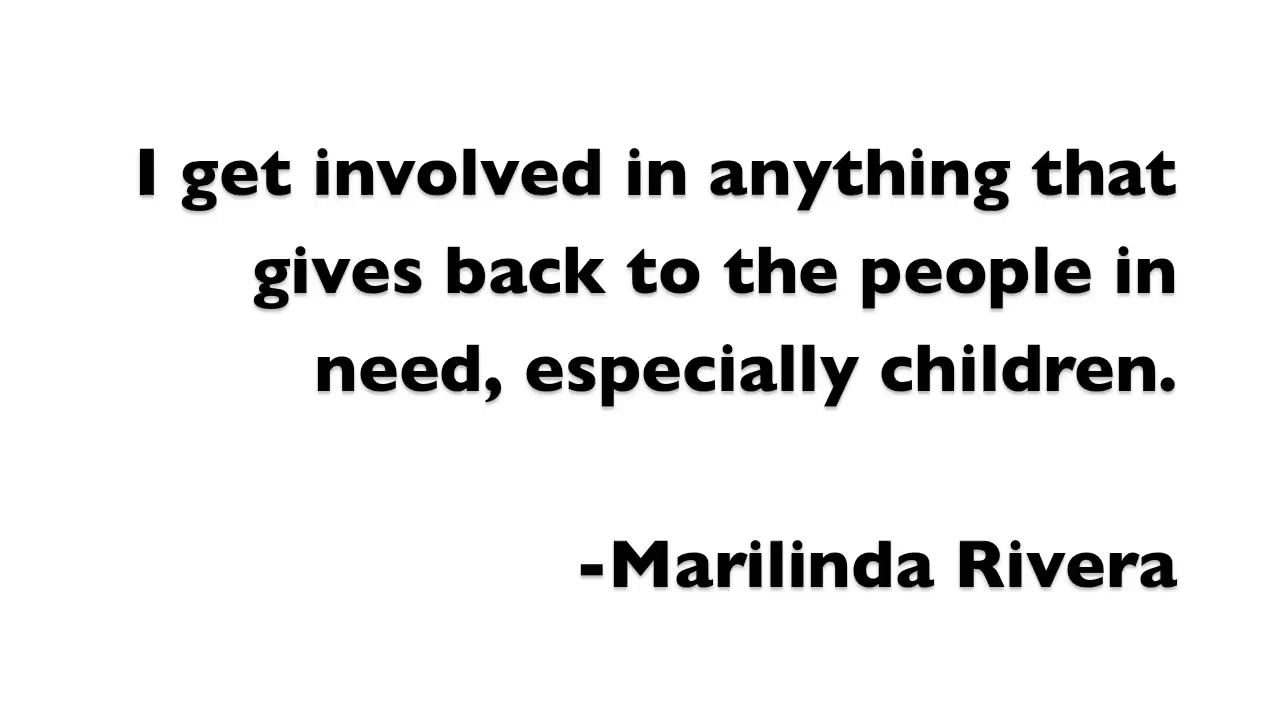 I get involved in anything that
gives back to the people in
need, especially children.
-Marilinda Rivera